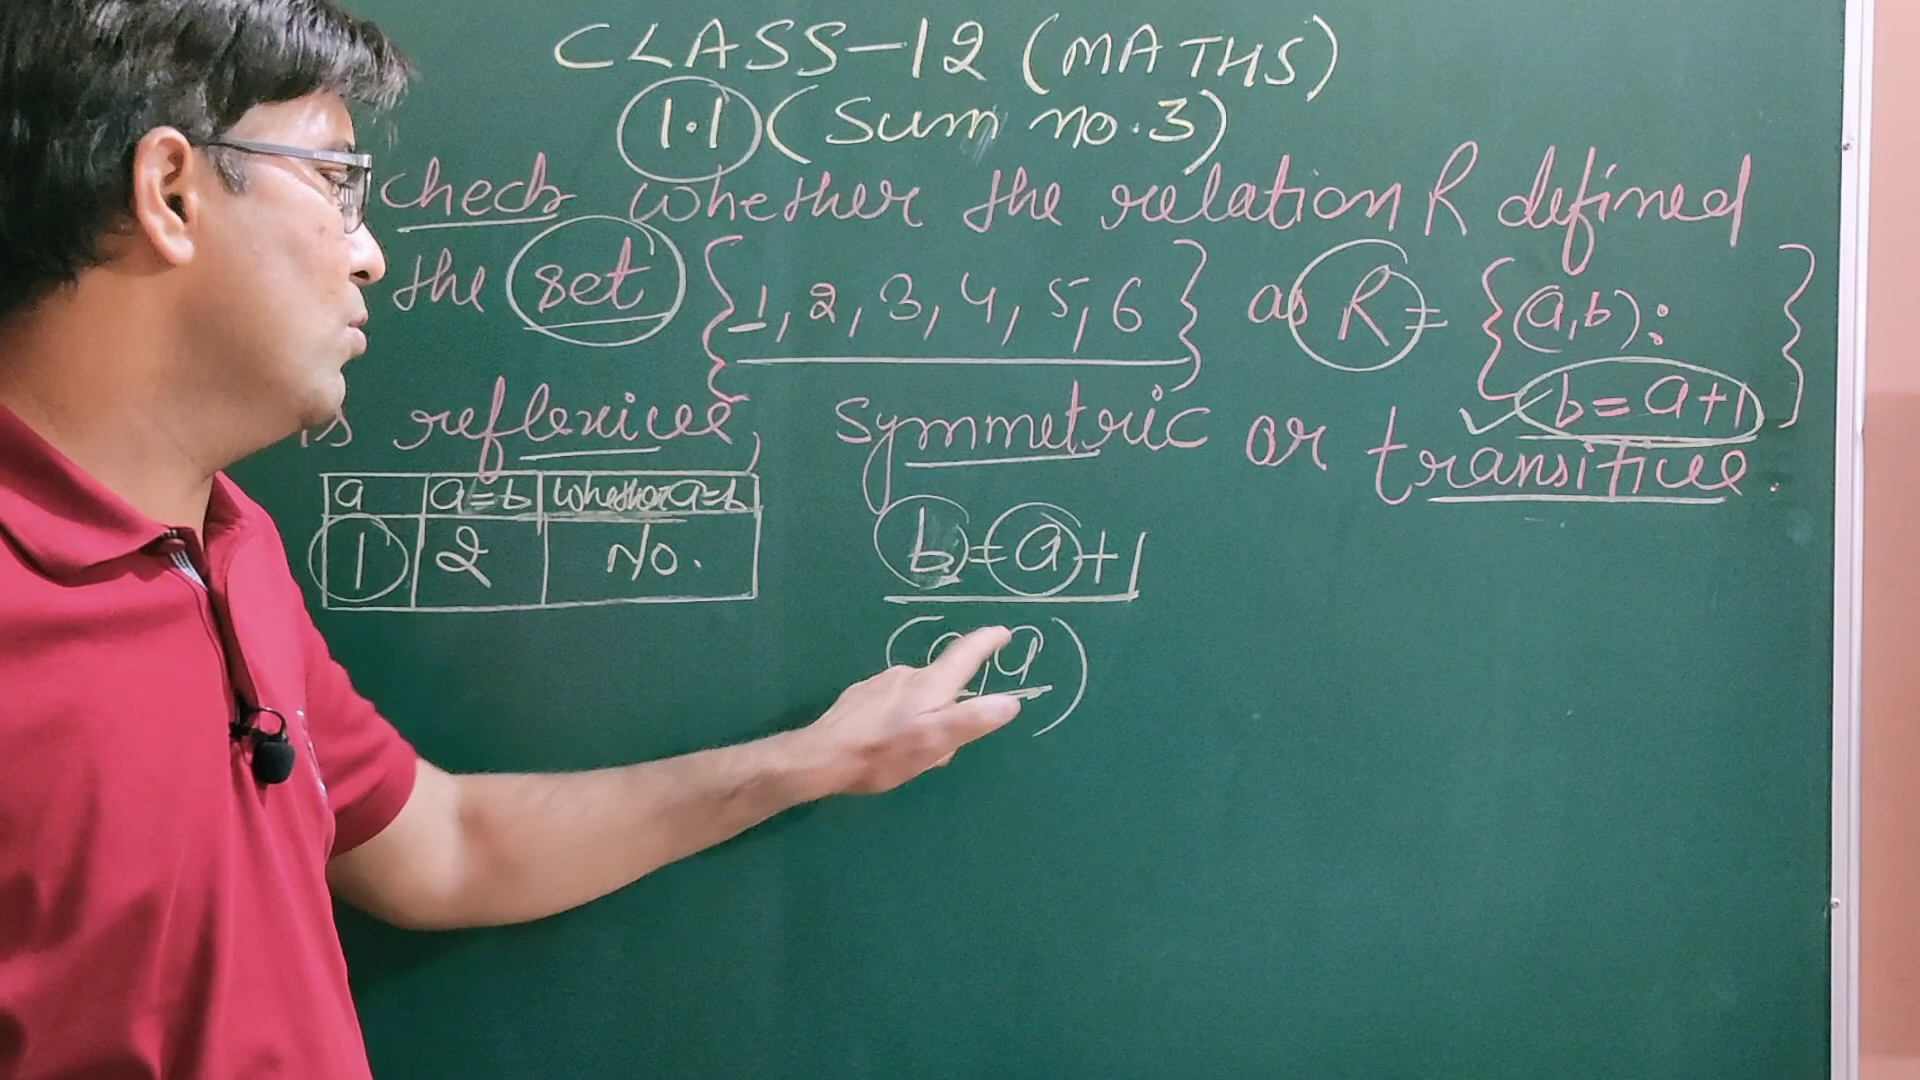 CLASS-12 (MATHS)
1.1 (Sum no.3)
check whether the relation R defined
the set {1, 2, 3, 4, 5, 6} as R = {(a,b):
b=a+1}
is reflexive, Symmetric or transitive.
a a=b whether a=b
1 2 No.
b=a+1
(a,a)